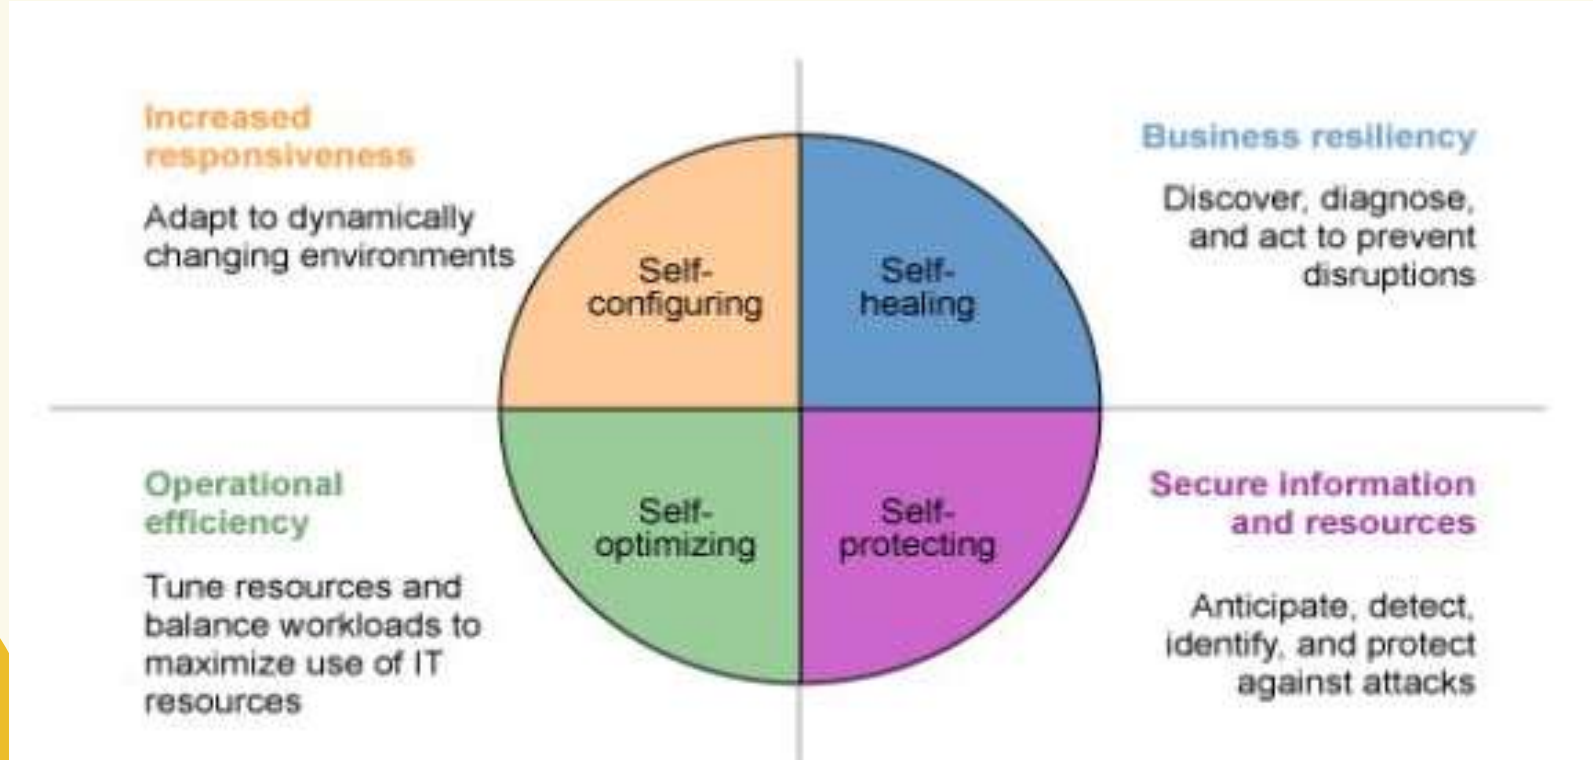 Increased
responsiveness
Adapt to dynamically
changing environments
Self-
configuring
Self-
healing
Business resiliency
Discover, diagnose,
and act to prevent
disruptions
Operational
efficiency
Tune resources and
balance workloads to
maximize use of IT
resources
Self-
optimizing
Self-
protecting
Secure information
and resources
Anticipate, detect,
identify, and protect
against attacks